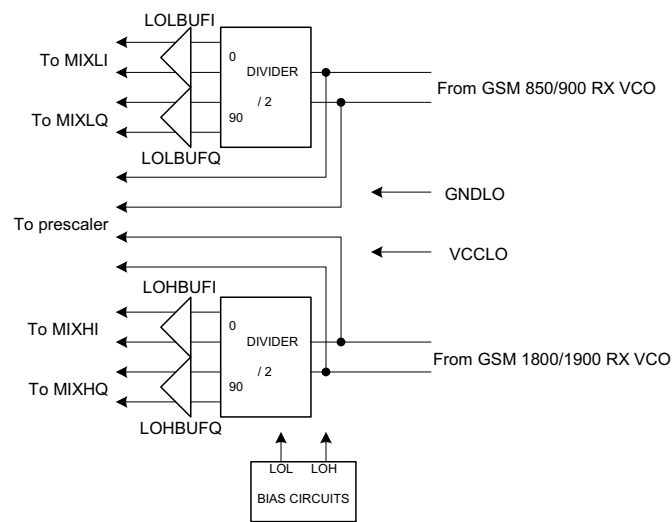 LOLBUFI
To MIXLI
0
DIVIDER
From GSM 850/900 RX VCO
/ 2
To MIXLQ
90
LOLBUFQ
GNDLO
To prescaler
VCCLO
LOHBUFI
To MIXHI
0
DIVIDER
From GSM 1800/1900 RX VCO
/ 2
To MIXHQ
90
LOHBUFQ
LOL
LOH
BIAS CIRCUITS